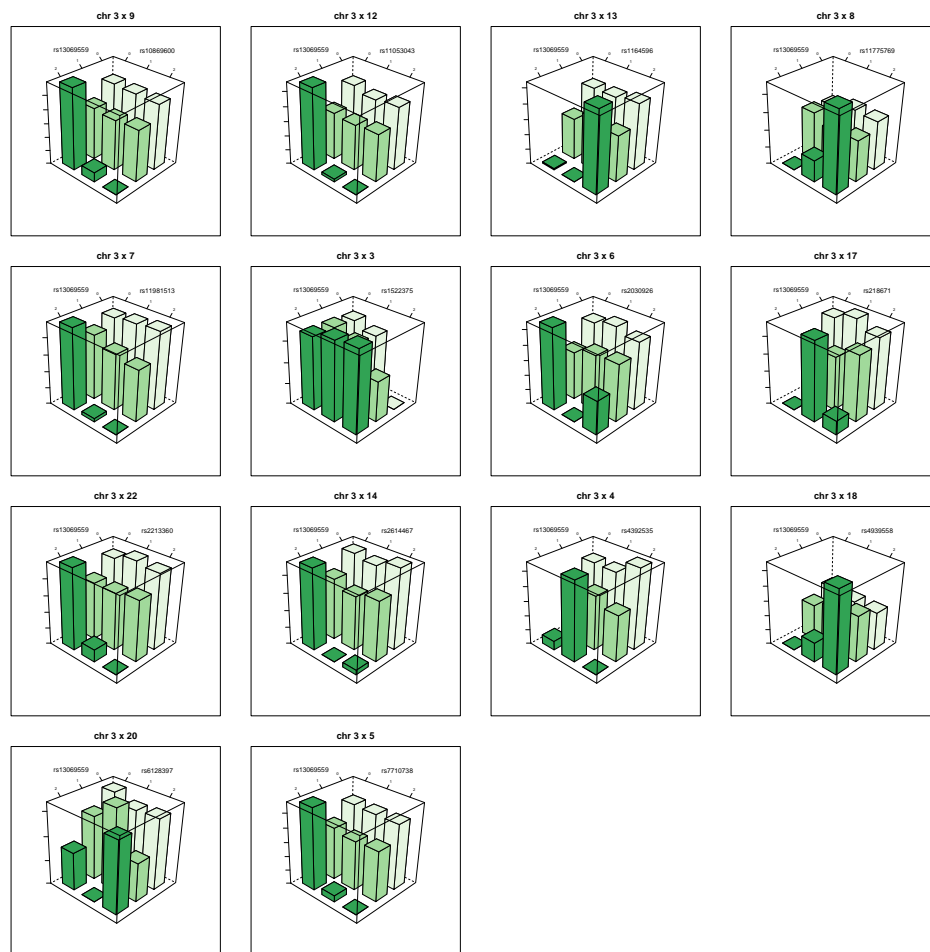 chr 3 x 9
chr 3 x 12
chr 3 x 13
chr 3 x 8
rs13069559
rs10869600
rs13069559
rs11053043
rs13069559
rs1164596
rs13069559
rs11775769
chr 3 x 7
chr 3 x 3
chr 3 x 6
chr 3 x 17
rs13069559
rs11981513
rs13069559
rs1522375
rs13069559
rs2030926
rs13069559
rs218671
chr 3 x 22
chr 3 x 14
chr 3 x 4
chr 3 x 18
rs13069559
rs2213360
rs13069559
rs2614467
rs13069559
rs4392535
rs13069559
rs4939558
chr 3 x 20
chr 3 x 5
rs13069559
rs6128397
rs13069559
rs7710738